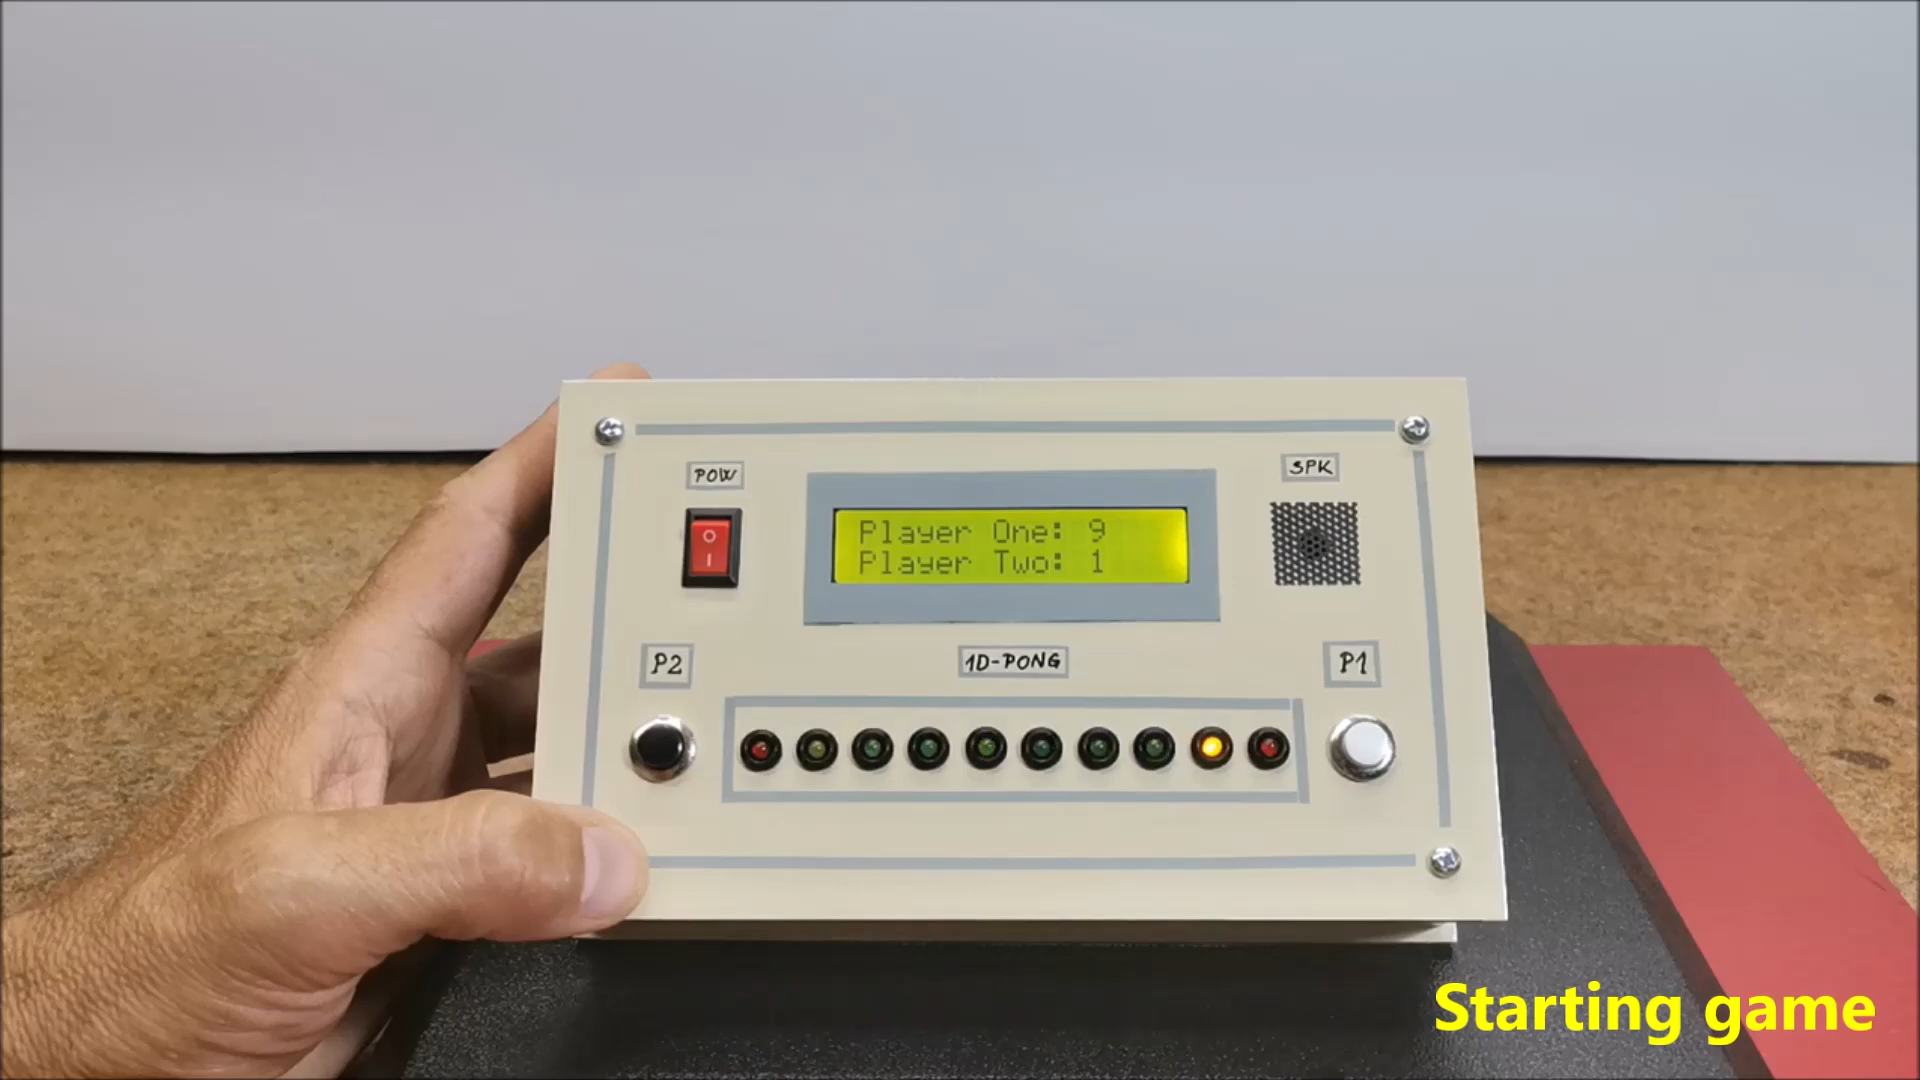 POW
SPK
Player One: 9
Player Two: 1
P2
1D-PONG
P1
Starting game